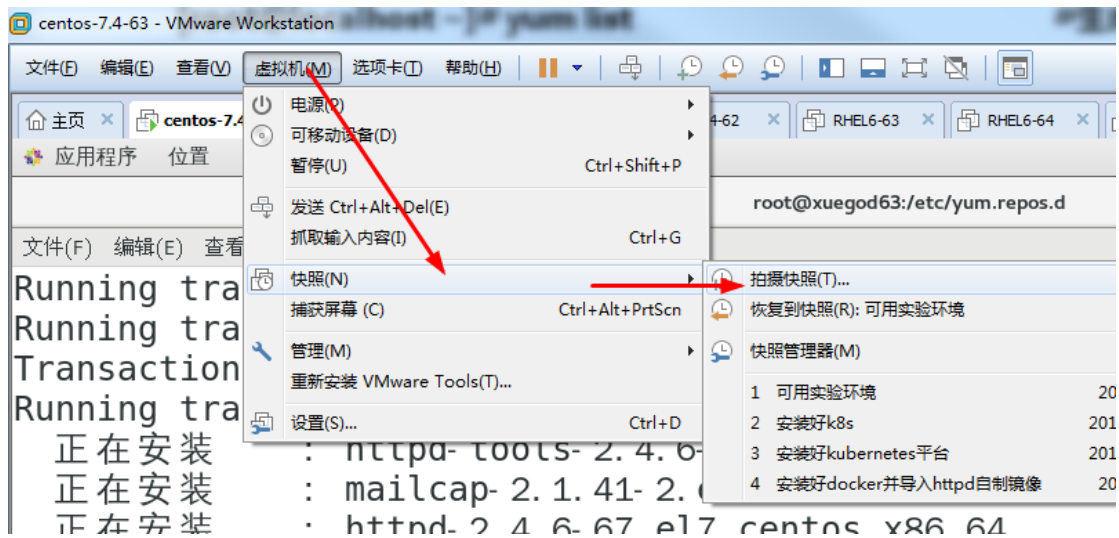 centos-7.4-63 - VMware Workstation
文件(F) 编辑(E) 查看(V) 虚拟机(M) 选项卡(T) 帮助(H)
主页 centos-7.4 4-62 RHEL6-63 RHEL6-64
应用程序 位置
root@xuegod63:/etc/yum.repos.d
文件(F) 编辑(E) 查看
电源(P)
可移动设备(D)
暂停(U) Ctrl+Shift+P
发送 Ctrl+Alt+Del(E)
抓取输入内容(I) Ctrl+G
快照(N)
捕获屏幕 (C) Ctrl+Alt+PrtScn
管理(M)
重新安装 VMware Tools(T)...
设置(S)... Ctrl+D
拍摄快照(T)...
恢复到快照(R): 可用实验环境
快照管理器(M)
1 可用实验环境 20
2 安装好k8s 201
3 安装好kubernetes平台 201
4 安装好docker并导入httpd自制镜像 20
Running tra
Running tra
Transaction
Running tra
正在安装 : httpd-tools-2.4.6-
正在安装 : mailcap-2.1.41-2.
正在安装 : httpd-2.4.6-67.el7.centos.x86_64